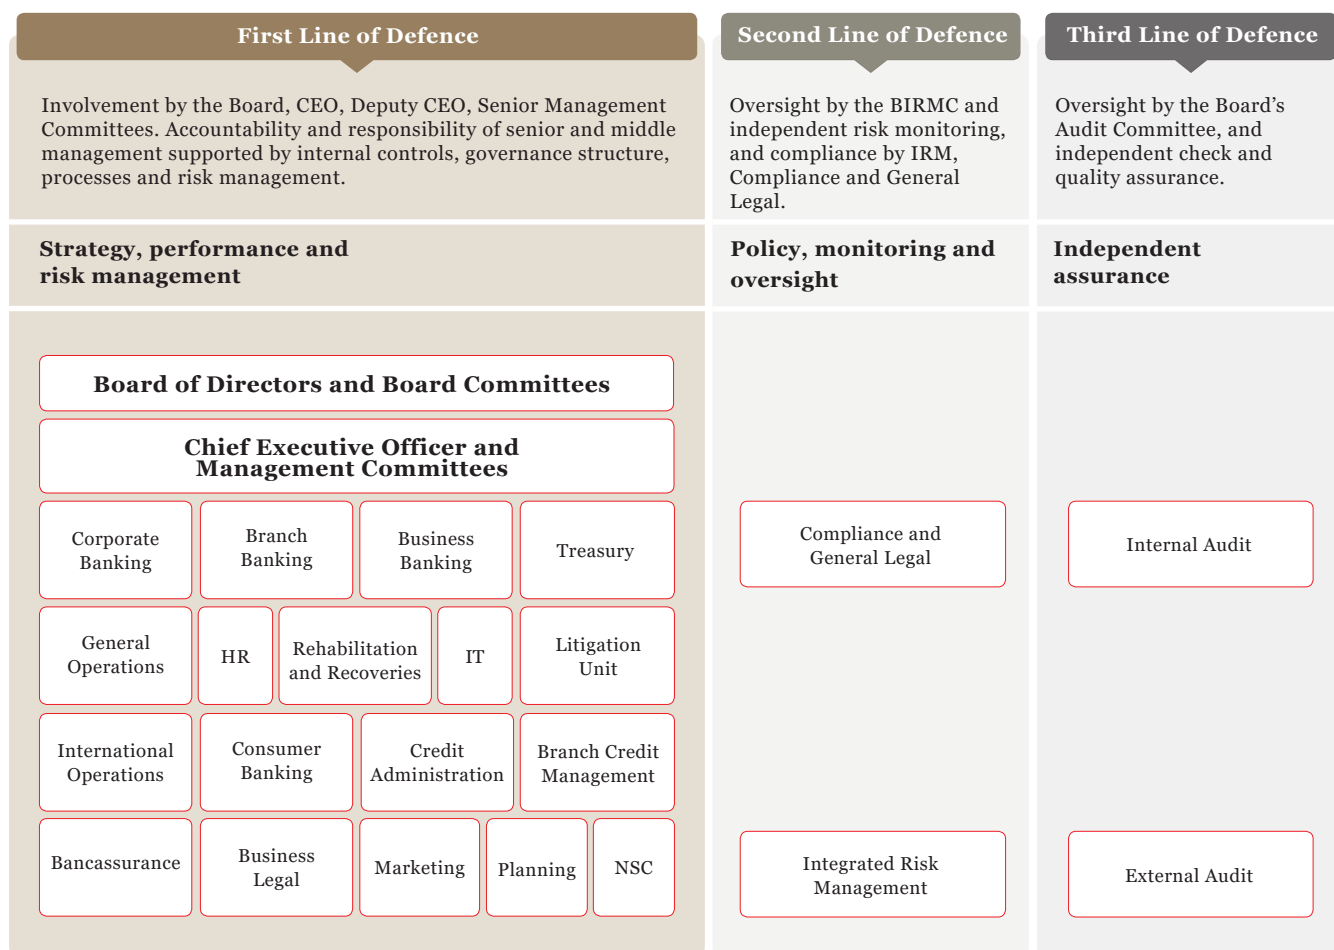 First Line of Defence
Second Line of Defence
Third Line of Defence
Involvement by the Board, CEO, Deputy CEO, Senior Management
Committees. Accountability and responsibility of senior and middle
management supported by internal controls, governance structure,
processes and risk management.
Oversight by the BIRMC and
independent risk monitoring,
and compliance by IRM,
Compliance and General
Legal.
Oversight by the Board’s
Audit Committee, and
independent check and
quality assurance.
Strategy, performance and
risk management
Policy, monitoring and
oversight
Independent
assurance
Board of Directors and Board Committees
Chief Executive Officer and
Management Committees
Corporate
Banking
Branch
Banking
Business
Banking
Treasury
Compliance and
General Legal
Internal Audit
General
Operations
HR
Rehabilitation
and Recoveries
IT
Litigation
Unit
International
Operations
Consumer
Banking
Credit
Administration
Branch Credit
Management
Bancassurance
Business
Legal
Marketing
Planning
NSC
Integrated Risk
Management
External Audit